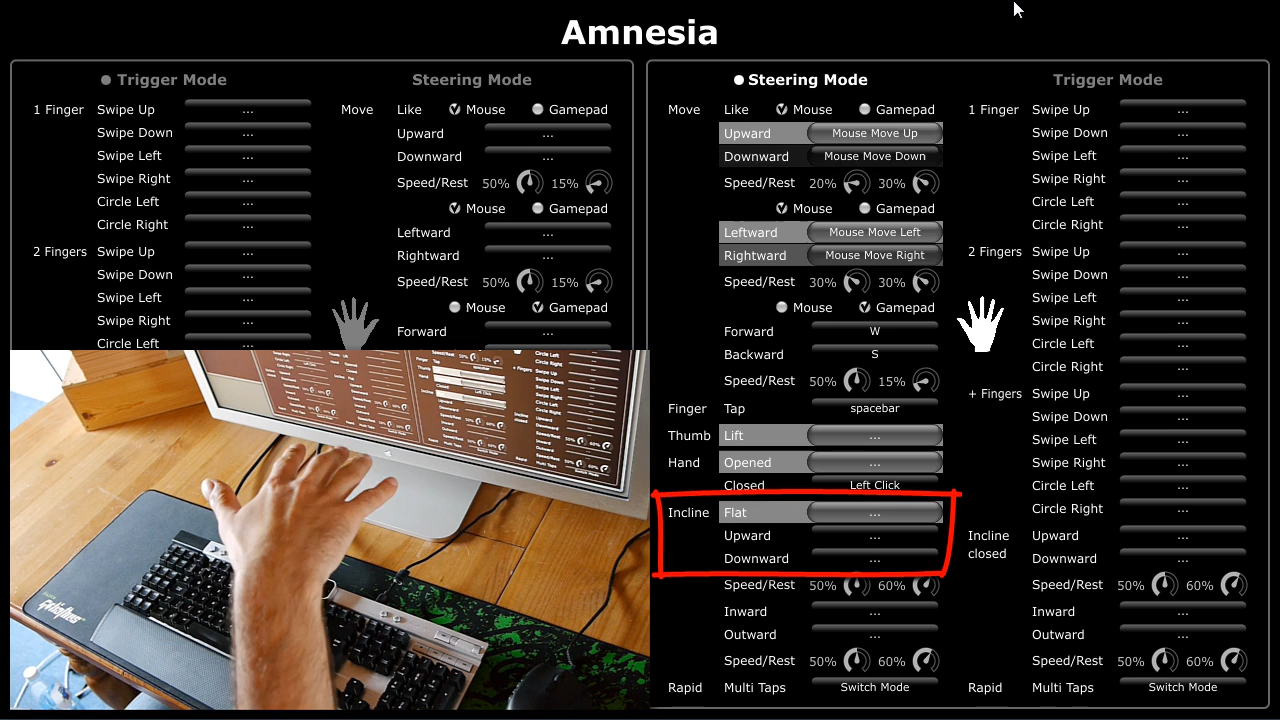 Amnesia
Trigger Mode
Steering Mode
1 Finger Swipe Up ...
Swipe Down ...
Swipe Left ...
Swipe Right ...
Circle Left ...
Circle Right ...
2 Fingers Swipe Up ...
Swipe Down ...
Swipe Left ...
Swipe Right ...
Circle Left ...
Move Like Mouse Gamepad
Upward ...
Downward ...
Speed/Rest 50% 15%
Mouse Gamepad
Leftward ...
Rightward ...
Speed/Rest 50% 15%
Mouse Gamepad
Forward ...
Steering Mode
Trigger Mode
Move Like Mouse Gamepad
Upward Mouse Move Up
Downward Mouse Move Down
Speed/Rest 20% 30%
Mouse Gamepad
Leftward Mouse Move Left
Rightward Mouse Move Right
Speed/Rest 30% 30%
Mouse Gamepad
Forward W
Backward S
Speed/Rest 50% 15%
Finger Tap spacebar
Thumb Lift ...
Hand Opened ...
Closed Left Click
Incline Flat ...
Upward ...
Downward ...
Speed/Rest 50% 60%
Inward ...
Outward ...
Speed/Rest 50% 60%
Rapid Multi Taps Switch Mode
1 Finger Swipe Up ...
Swipe Down ...
Swipe Left ...
Swipe Right ...
Circle Left ...
Circle Right ...
2 Fingers Swipe Up ...
Swipe Down ...
Swipe Left ...
Swipe Right ...
Circle Left ...
Circle Right ...
+ Fingers Swipe Up ...
Swipe Down ...
Swipe Left ...
Swipe Right ...
Circle Left ...
Circle Right ...
Incline closed Upward ...
Downward ...
Speed/Rest 50% 60%
Inward ...
Outward ...
Speed/Rest 50% 60%
Rapid Multi Taps Switch Mode